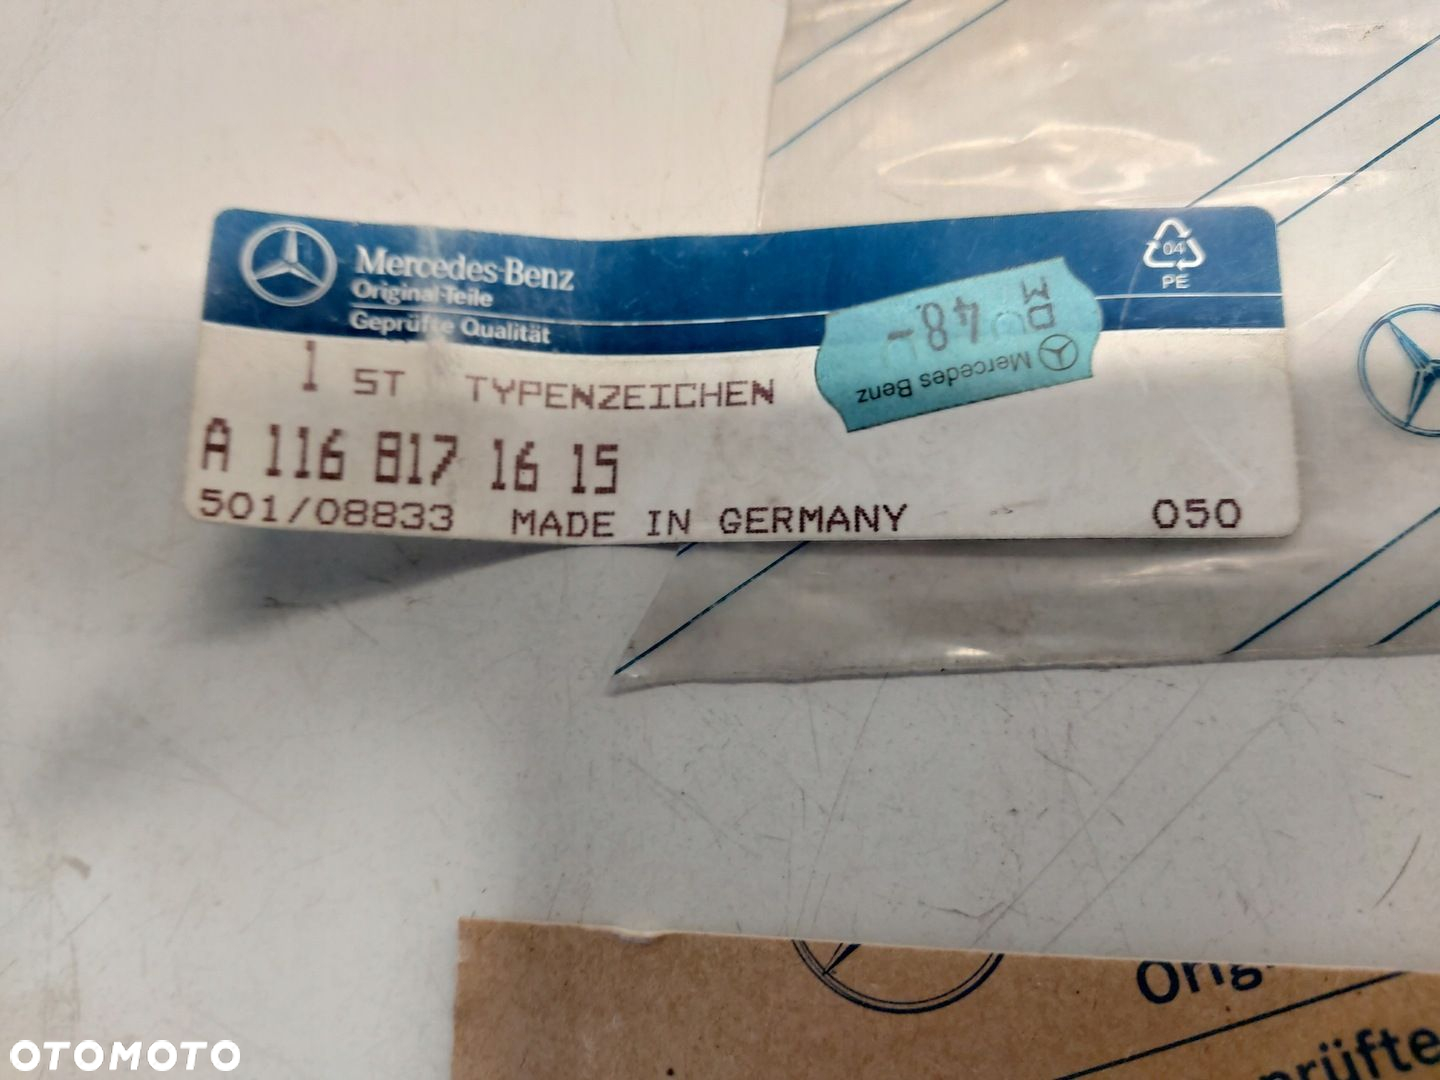 Mercedes-Benz
Original-Teile
Geprüfte Qualität
04
PE
1 ST TYPENZEICHEN
A 116 817 16 15
501/08833 MADE IN GERMANY 050
DM 48.-
Mercedes Benz
OTOMOTO